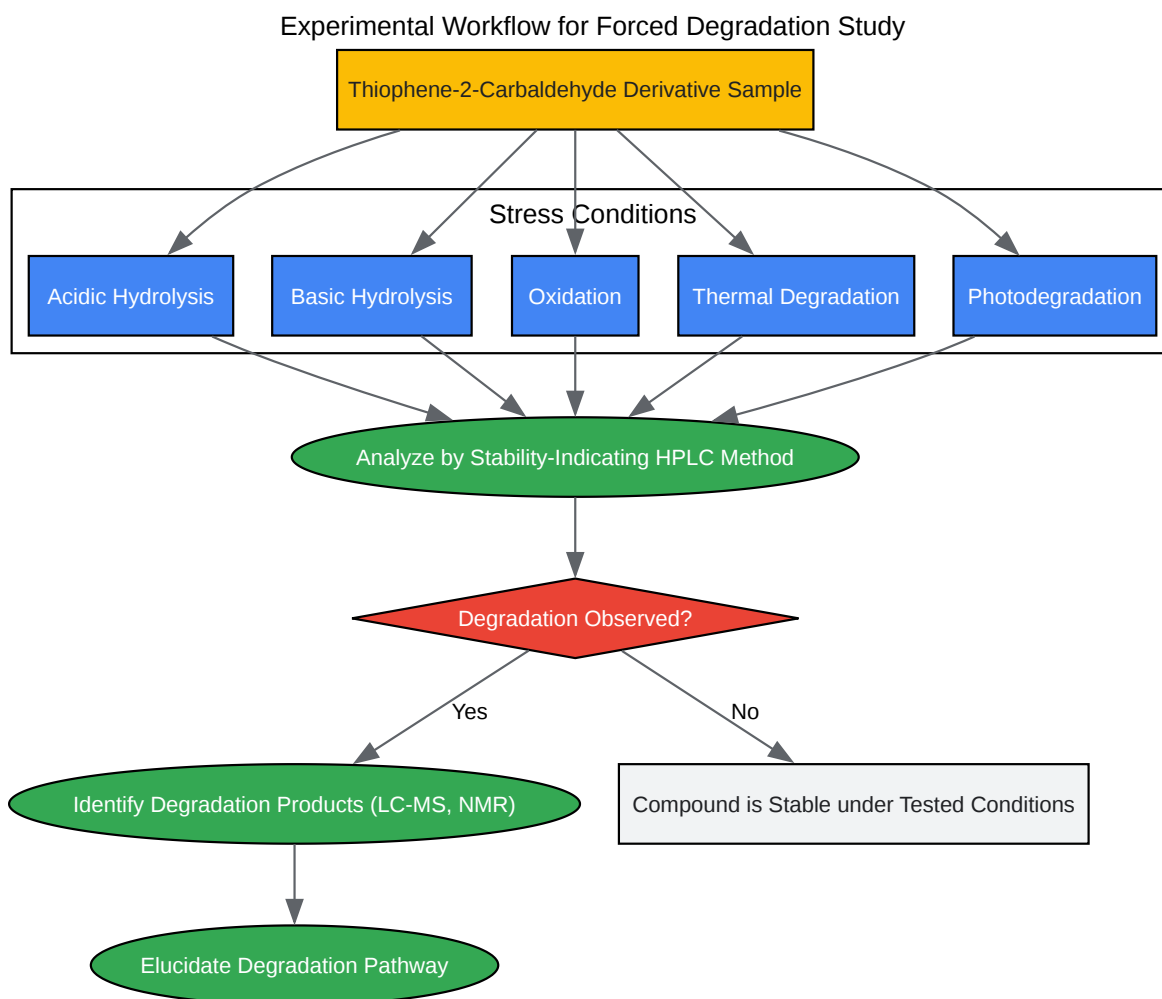 Experimental Workflow for Forced Degradation Study
Thiophene-2-Carbaldehyde Derivative Sample
Stress Conditions
Acidic Hydrolysis
Basic Hydrolysis
Oxidation
Thermal Degradation
Photodegradation
Analyze by Stability-Indicating HPLC Method
Degradation Observed?
Yes
No
Identify Degradation Products (LC-MS, NMR)
Compound is Stable under Tested Conditions
Elucidate Degradation Pathway